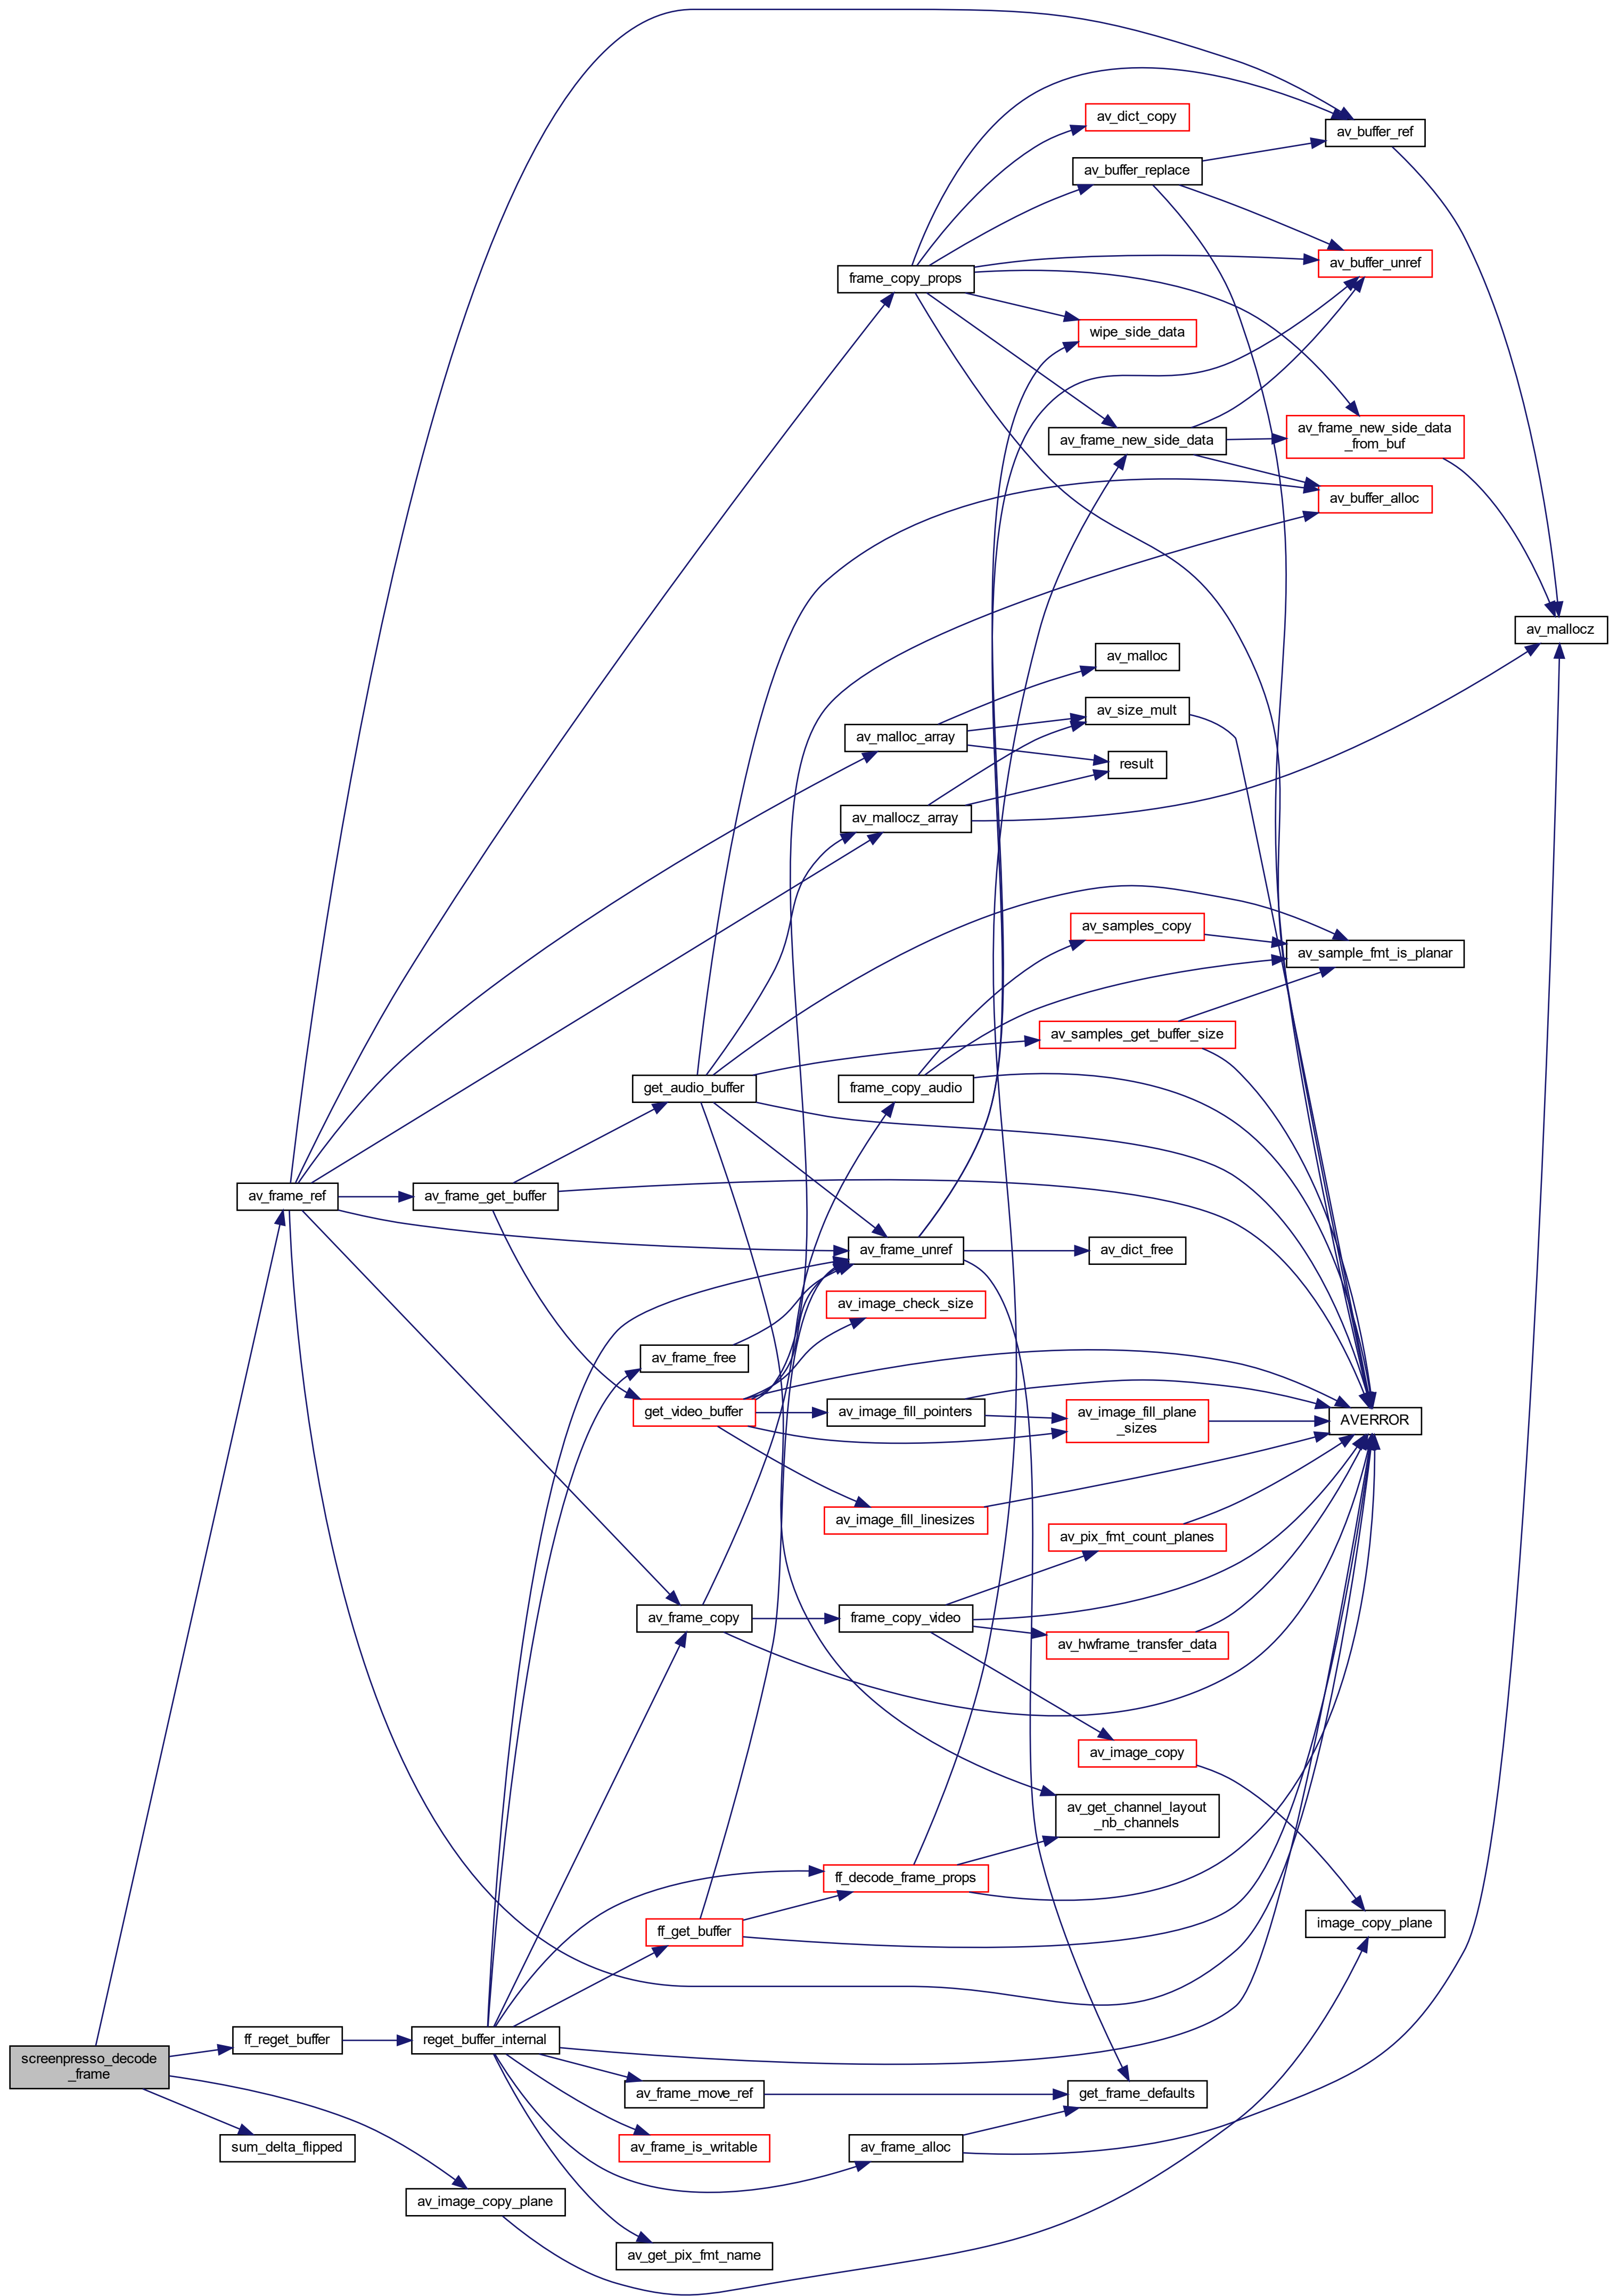 av_dict_copy
av_buffer_ref
av_buffer_replace
av_buffer_unref
frame_copy_props
wipe_side_data
av_frame_new_side_data
av_frame_new_side_data
_from_buf
av_buffer_alloc
av_mallocz
av_malloc
av_size_mult
av_malloc_array
result
av_mallocz_array
av_samples_copy
av_sample_fmt_is_planar
av_samples_get_buffer_size
get_audio_buffer
frame_copy_audio
av_frame_ref
av_frame_get_buffer
av_frame_unref
av_dict_free
av_image_check_size
av_frame_free
get_video_buffer
av_image_fill_pointers
av_image_fill_plane
_sizes
AVERROR
av_image_fill_linesizes
av_pix_fmt_count_planes
av_frame_copy
frame_copy_video
av_hwframe_transfer_data
av_image_copy
av_get_channel_layout
_nb_channels
ff_decode_frame_props
ff_get_buffer
image_copy_plane
ff_reget_buffer
reget_buffer_internal
screenpresso_decode
_frame
av_frame_move_ref
get_frame_defaults
sum_delta_flipped
av_frame_is_writable
av_frame_alloc
av_image_copy_plane
av_get_pix_fmt_name